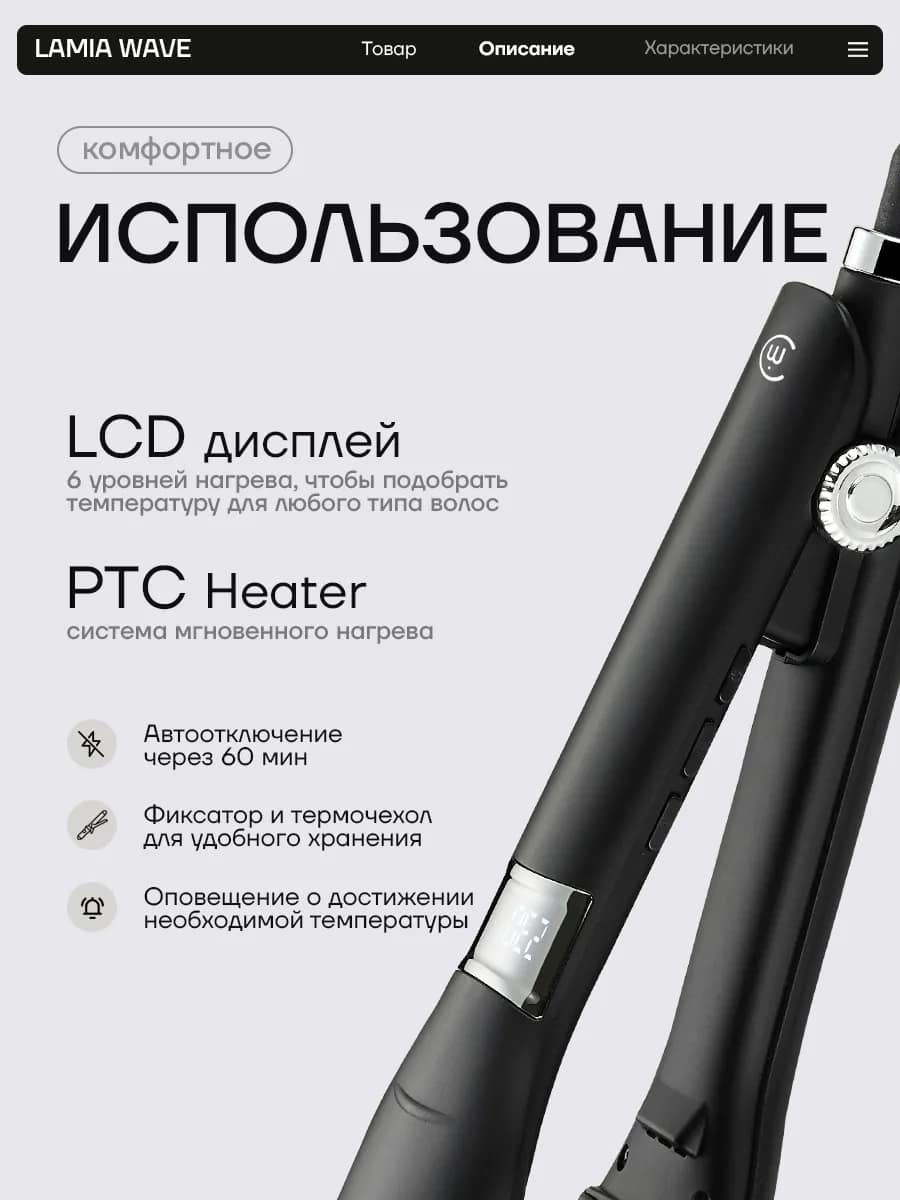 LAMIA WAVE
Товар
Описание
Характеристики
комфортное
ИСПОЛЬЗОВАНИЕ
LCD дисплей
6 уровней нагрева, чтобы подобрать
температуру для любого типа волос
PTC Heater
система мгновенного нагрева
Автоотключение
через 60 мин
Фиксатор и термочехол
для удобного хранения
Оповещение о достижении
необходимой температуры